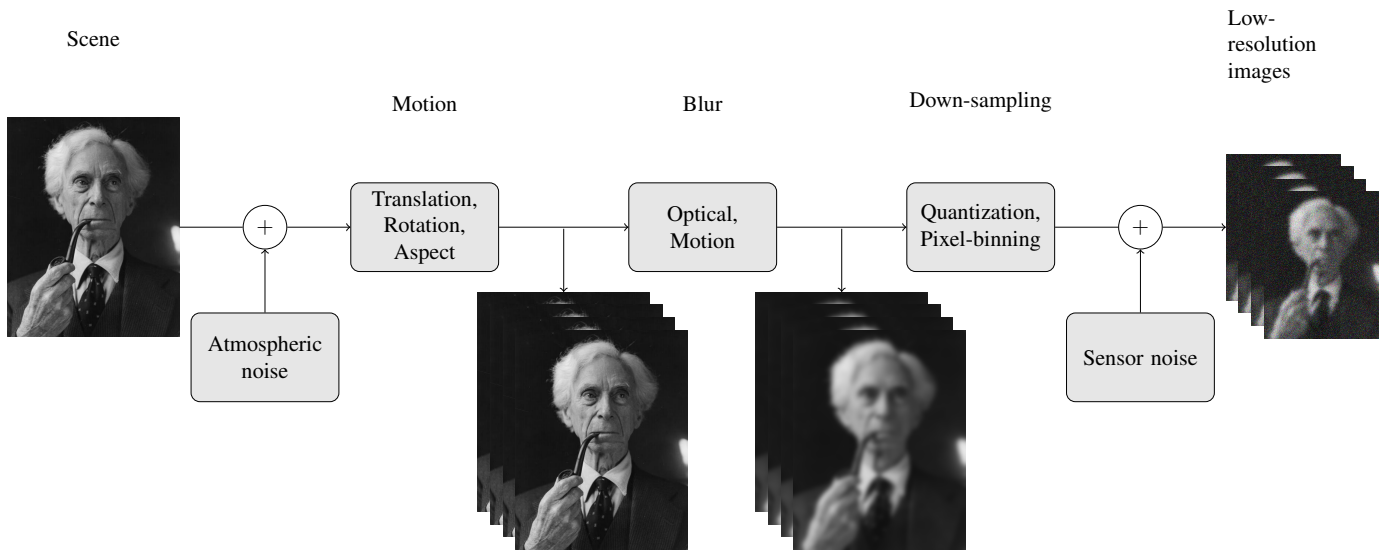 Scene
Motion
Blur
Down-sampling
Low-
resolution
images
+
Translation,
Rotation,
Aspect
Optical,
Motion
Quantization,
Pixel-binning
+
Atmospheric
noise
Sensor noise